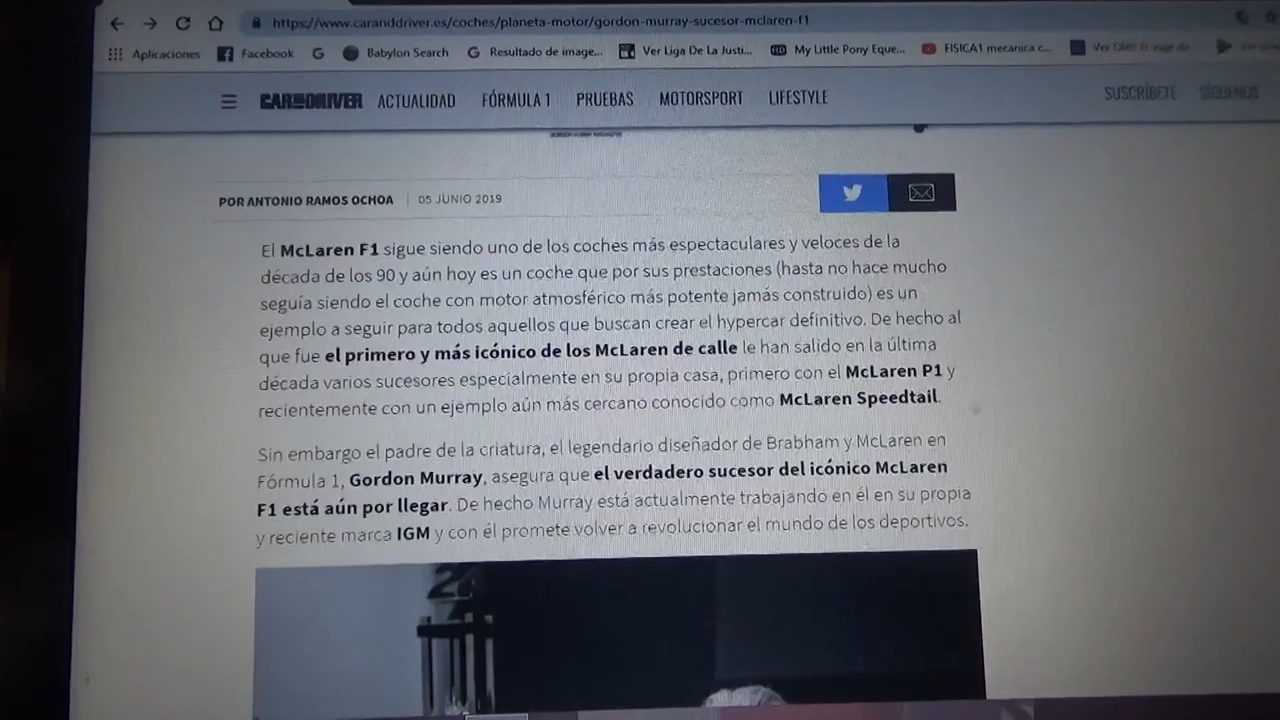 https://www.caranddriver.es/coches/planeta-motor/gordon-murray-sucesor-mclaren-f1
Aplicaciones Facebook Babylon Search Resultado de image... Ver Liga De La Justi... My Little Pony Eque... FÍSICA1 mecanica c...
CAR AND DRIVER ACTUALIDAD FÓRMULA 1 PRUEBAS MOTORSPORT LIFESTYLE SUSCRÍBETE SÍGUENOS
POR ANTONIO RAMOS OCHOA | 05 JUNIO 2019
El McLaren F1 sigue siendo uno de los coches más espectaculares y veloces de la
década de los 90 y aún hoy es un coche que por sus prestaciones (hasta no hace mucho
seguía siendo el coche con motor atmosférico más potente jamás construido) es un
ejemplo a seguir para todos aquellos que buscan crear el hypercar definitivo. De hecho al
que fue el primero y más icónico de los McLaren de calle le han salido en la última
década varios sucesores especialmente en su propia casa, primero con el McLaren P1 y
recientemente con un ejemplo aún más cercano conocido como McLaren Speedtail.
Sin embargo el padre de la criatura, el legendario diseñador de Brabham y McLaren en
Fórmula 1, Gordon Murray, asegura que el verdadero sucesor del icónico McLaren
F1 está aún por llegar. De hecho Murray está actualmente trabajando en él en su propia
y reciente marca IGM y con él promete volver a revolucionar el mundo de los deportivos.